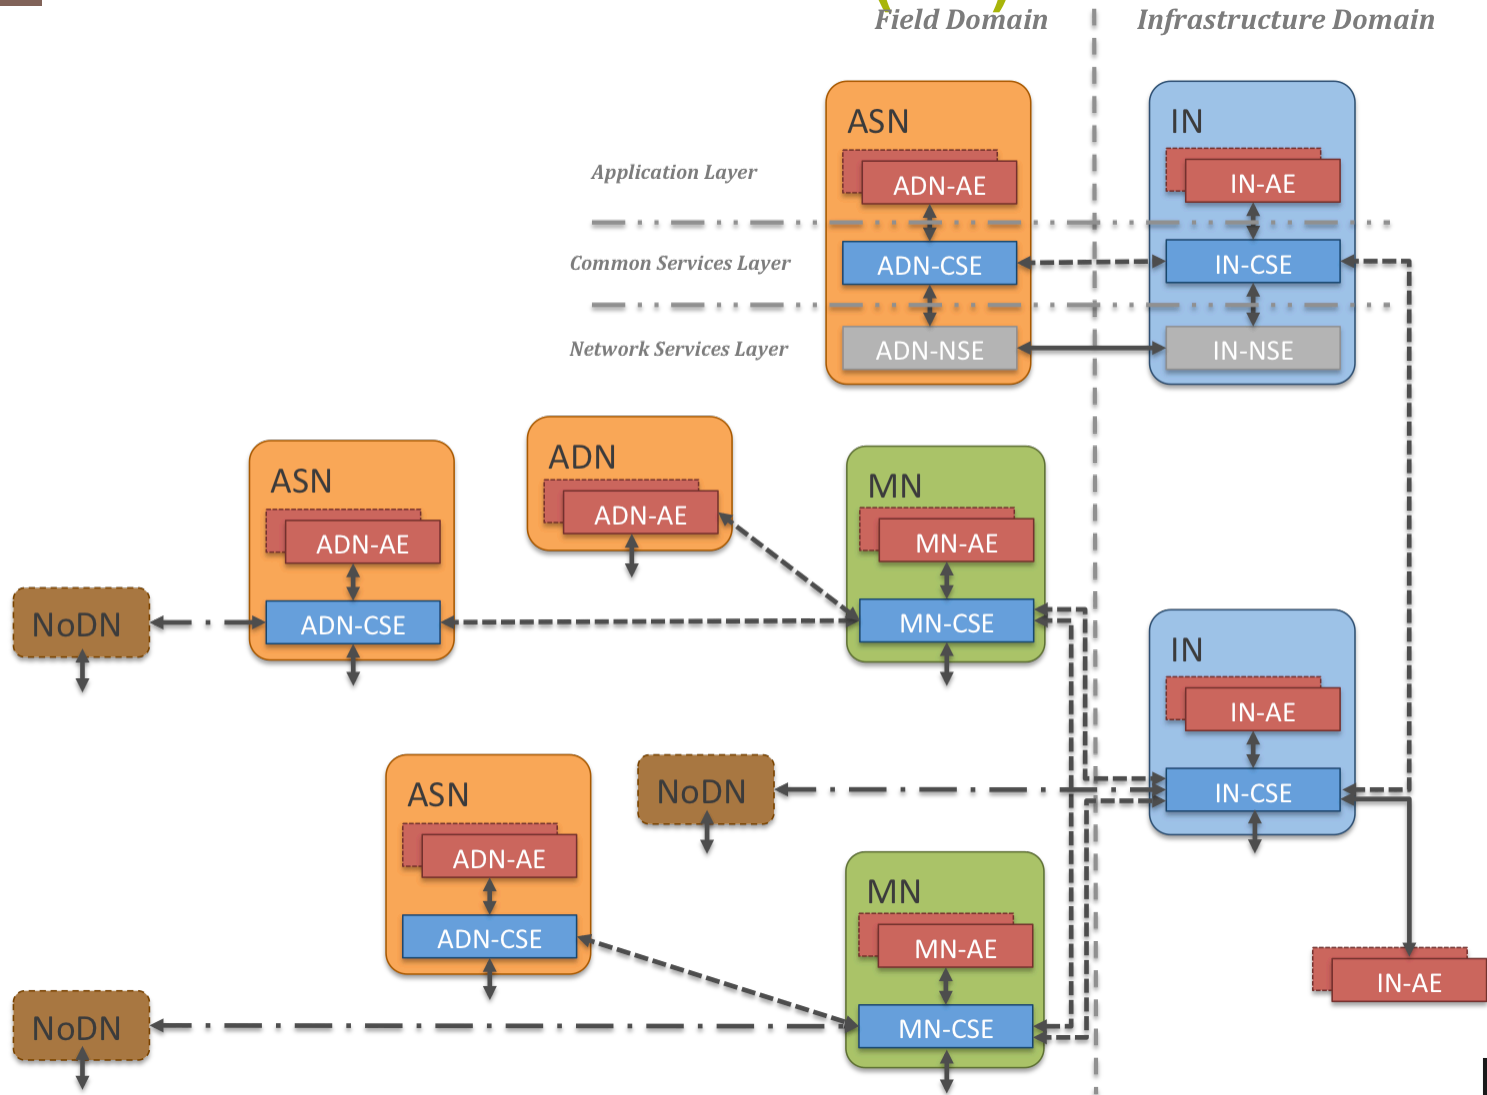 Field Domain
Infrastructure Domain
ASN
ADN-AE
ADN-CSE
ADN-NSE
IN
IN-AE
IN-CSE
IN-NSE
Application Layer
Common Services Layer
Network Services Layer
ASN
ADN-AE
ADN-CSE
ADN
ADN-AE
MN
MN-AE
MN-CSE
NoDN
IN
IN-AE
IN-CSE
ASN
ADN-AE
ADN-CSE
NoDN
MN
MN-AE
MN-CSE
IN-AE
NoDN